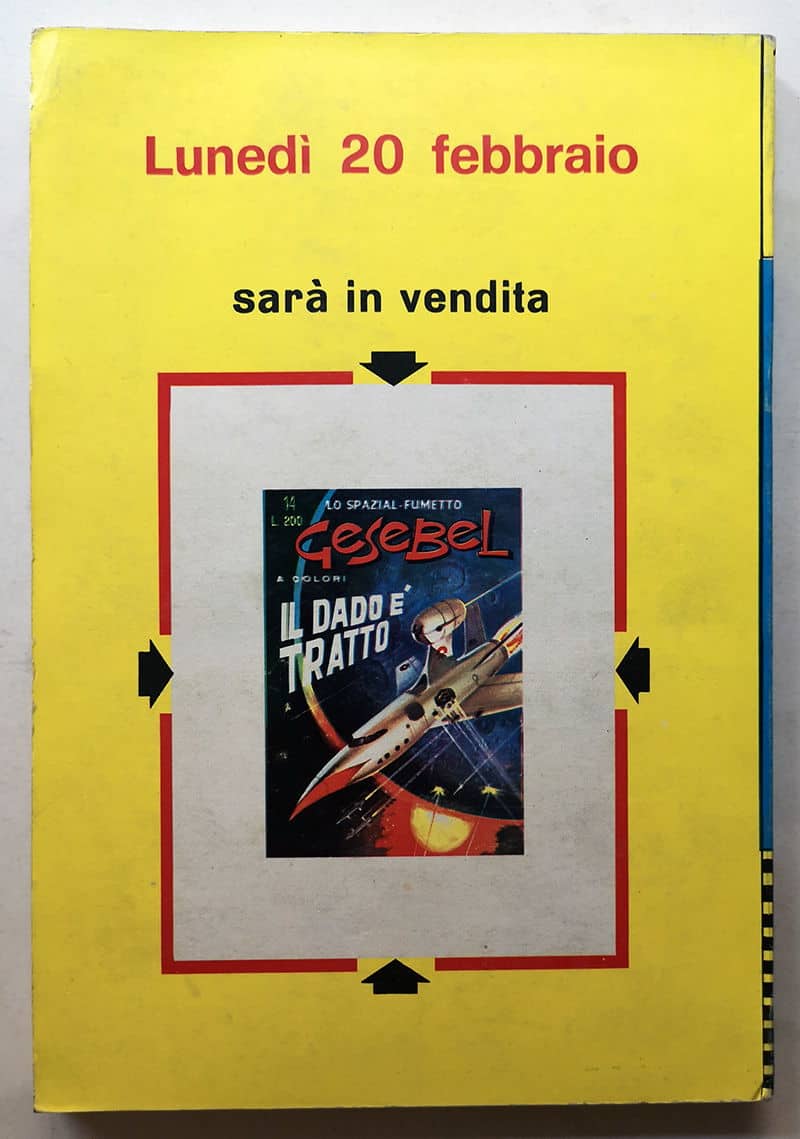 Lunedì 20 febbraio
sarà in vendita
14
LO SPAZIAL-FUMETTO
L. 200
GESEBEL
A COLORI
IL DADO E'
TRATTO